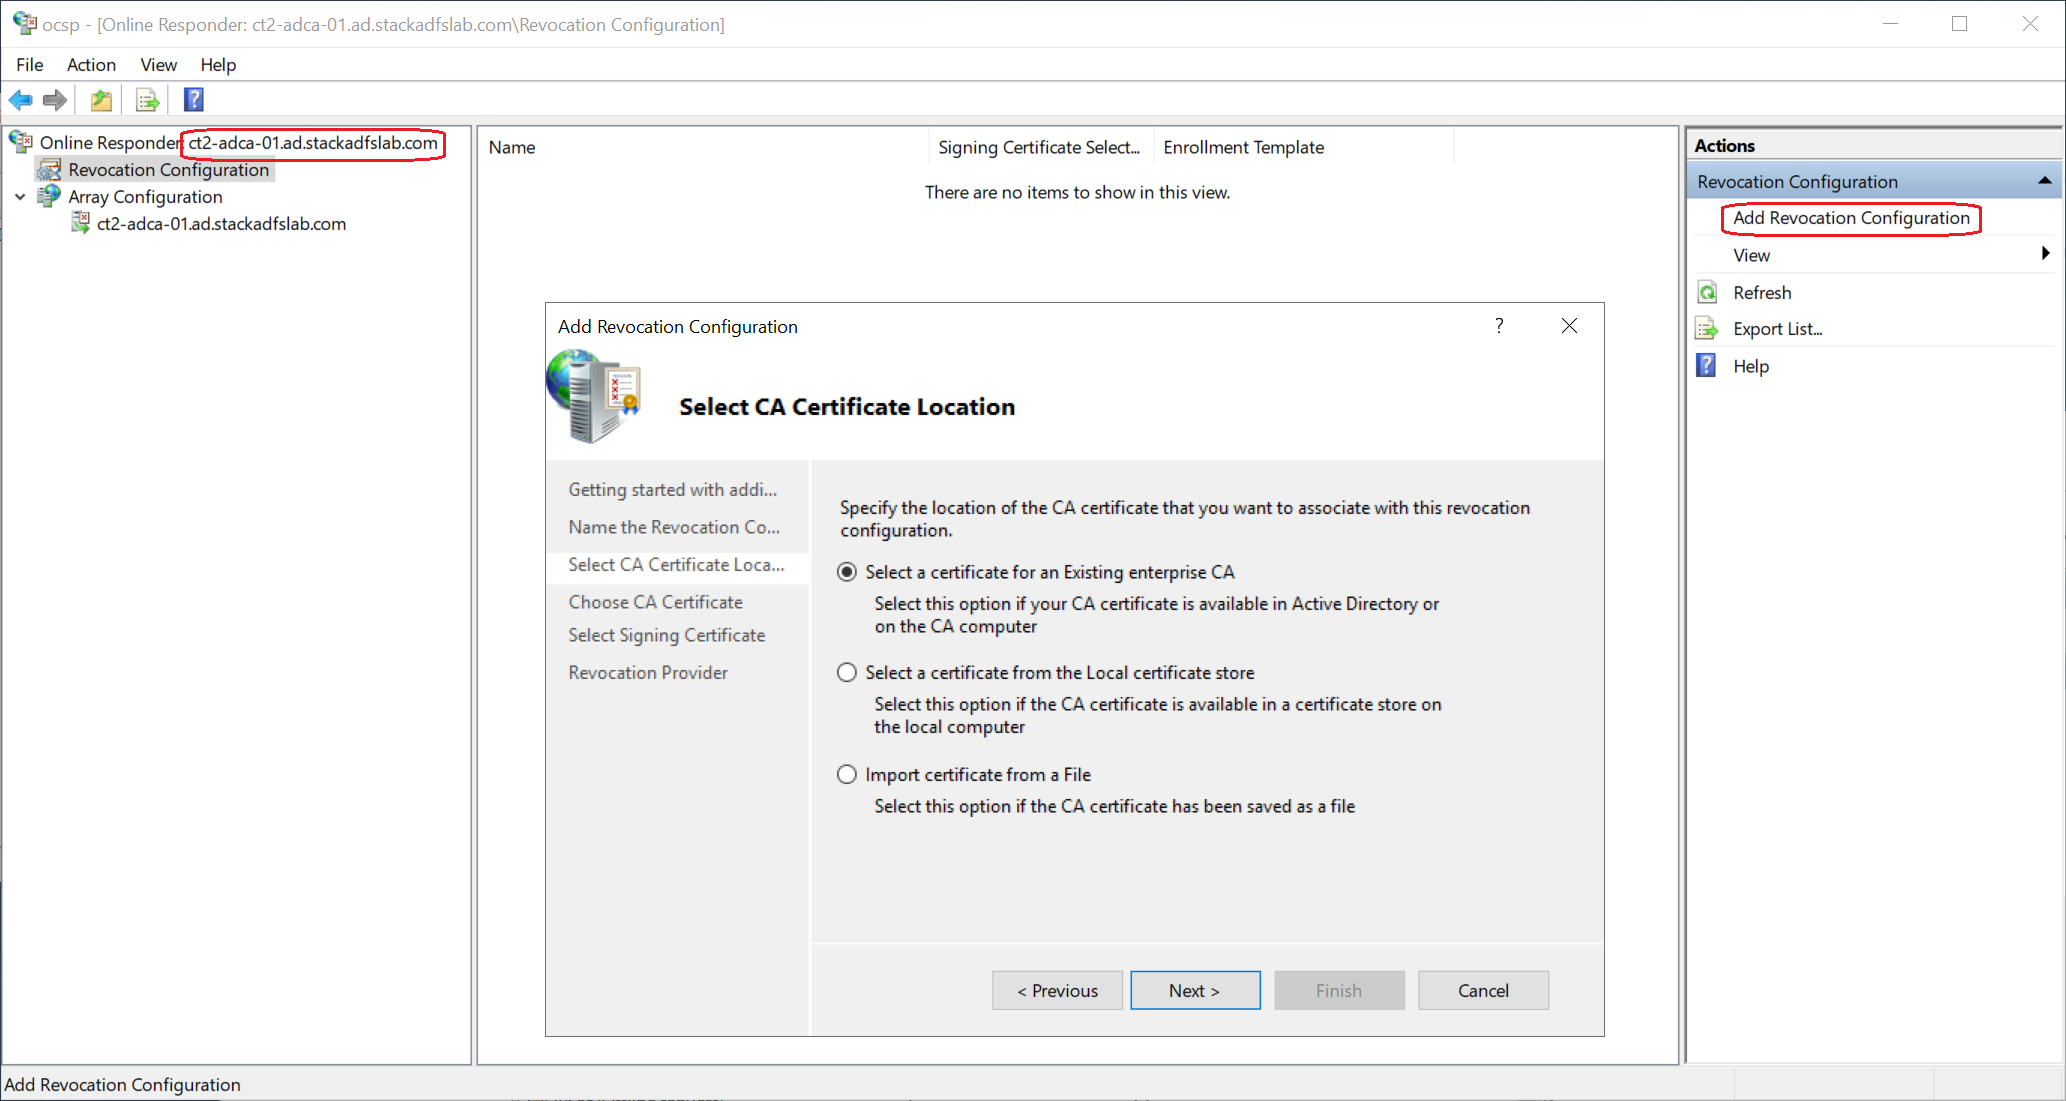 ocsp - [Online Responder: ct2-adca-01.ad.stackadfslab.com\Revocation Configuration]
File Action View Help
Online Responder ct2-adca-01.ad.stackadfslab.com
Revocation Configuration
Array Configuration
ct2-adca-01.ad.stackadfslab.com
Name Signing Certificate Select... Enrollment Template
There are no items to show in this view.
Add Revocation Configuration
Select CA Certificate Location
Getting started with addi...
Name the Revocation Co...
Select CA Certificate Loca...
Choose CA Certificate
Select Signing Certificate
Revocation Provider
Specify the location of the CA certificate that you want to associate with this revocation
configuration.
Select a certificate for an Existing enterprise CA
Select this option if your CA certificate is available in Active Directory or
on the CA computer
Select a certificate from the Local certificate store
Select this option if the CA certificate is available in a certificate store on
the local computer
Import certificate from a File
Select this option if the CA certificate has been saved as a file
< Previous Next > Finish Cancel
Actions
Revocation Configuration
Add Revocation Configuration
View
Refresh
Export List...
Help
Add Revocation Configuration